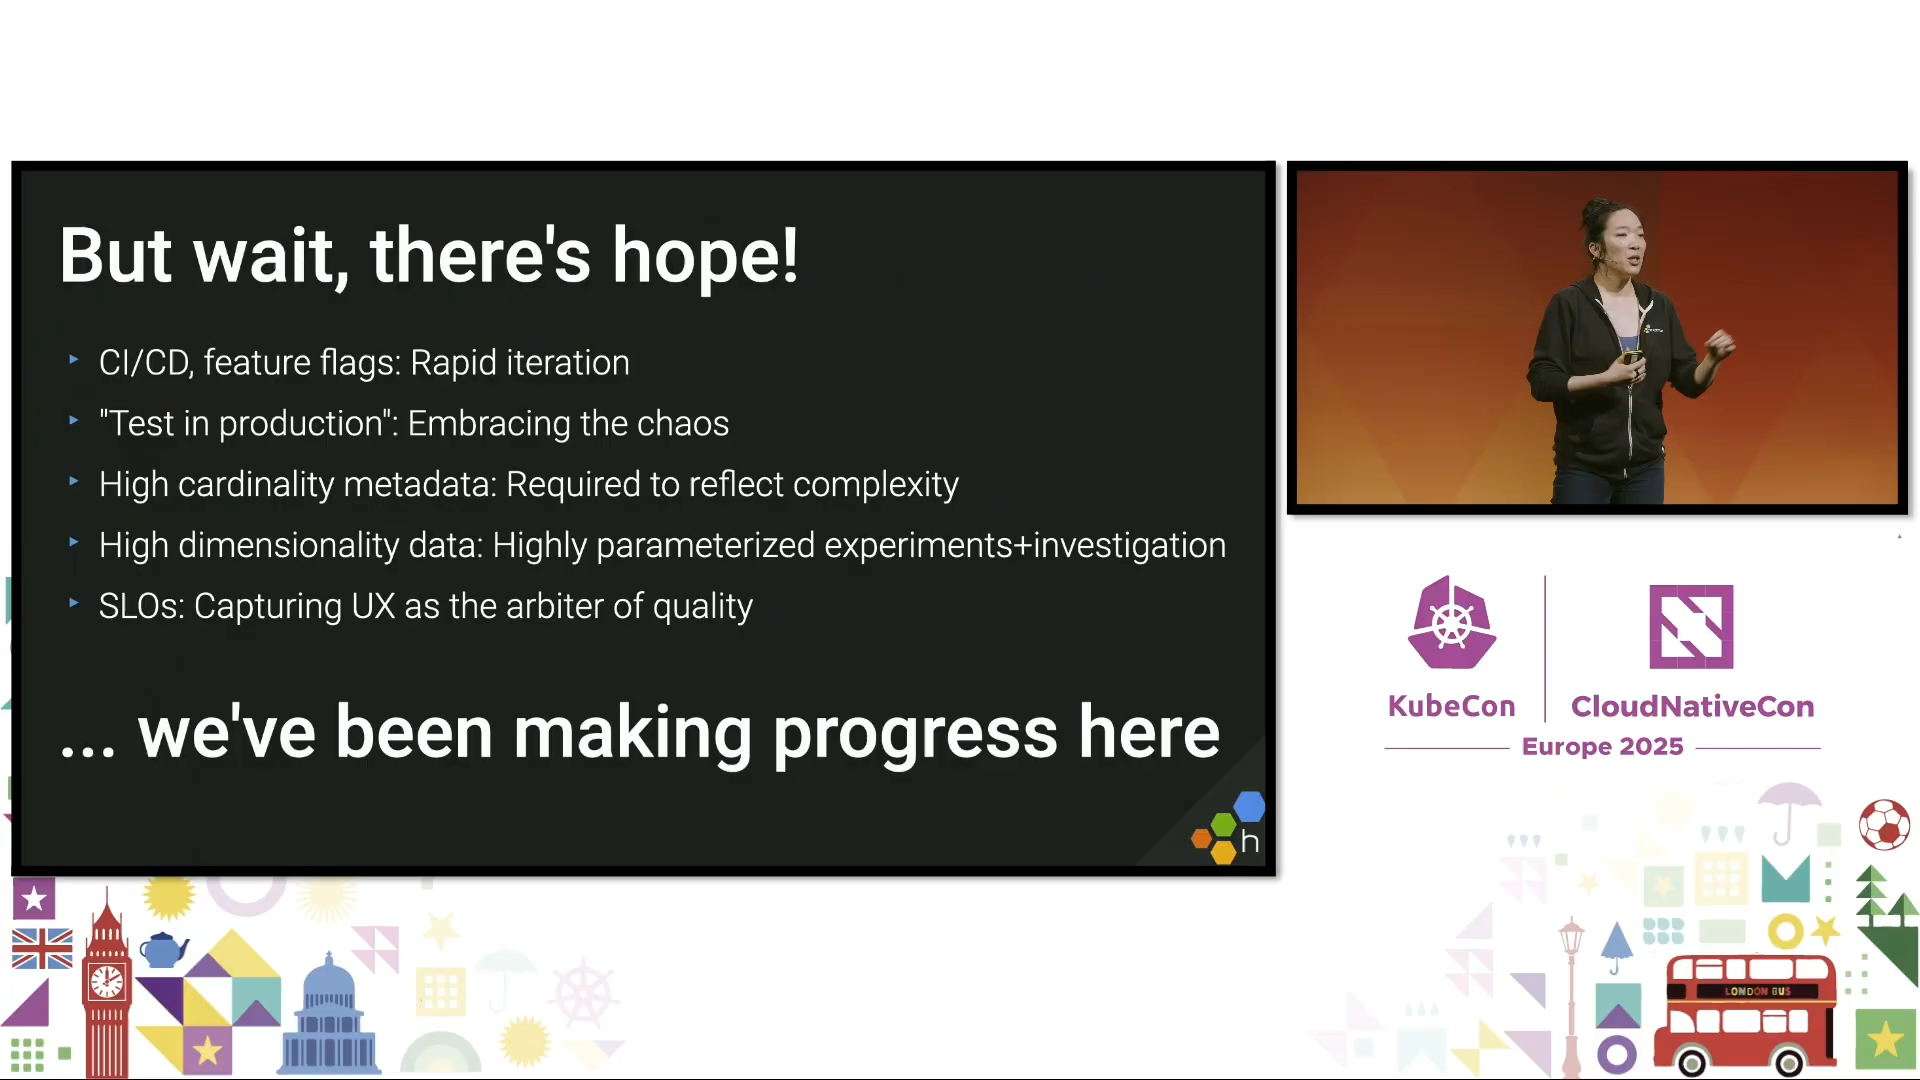 But wait, there's hope!
CI/CD, feature flags: Rapid iteration
"Test in production": Embracing the chaos
High cardinality metadata: Required to reflect complexity
High dimensionality data: Highly parameterized experiments+investigation
SLOs: Capturing UX as the arbiter of quality
... we've been making progress here
h
KubeCon
CloudNativeCon
Europe 2025
LONDON BUS